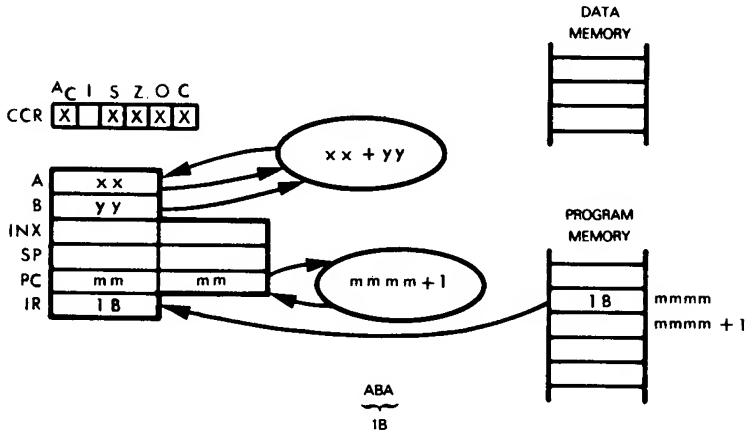 DATA
MEMORY
A C I S Z. O C
CCR X X X X X
xx + yy
A xx
B yy
INX
SP
PC mm mm
IR 1B
mmmm + 1
PROGRAM
MEMORY
1B mmmm
mmmm + 1
ABA
1B